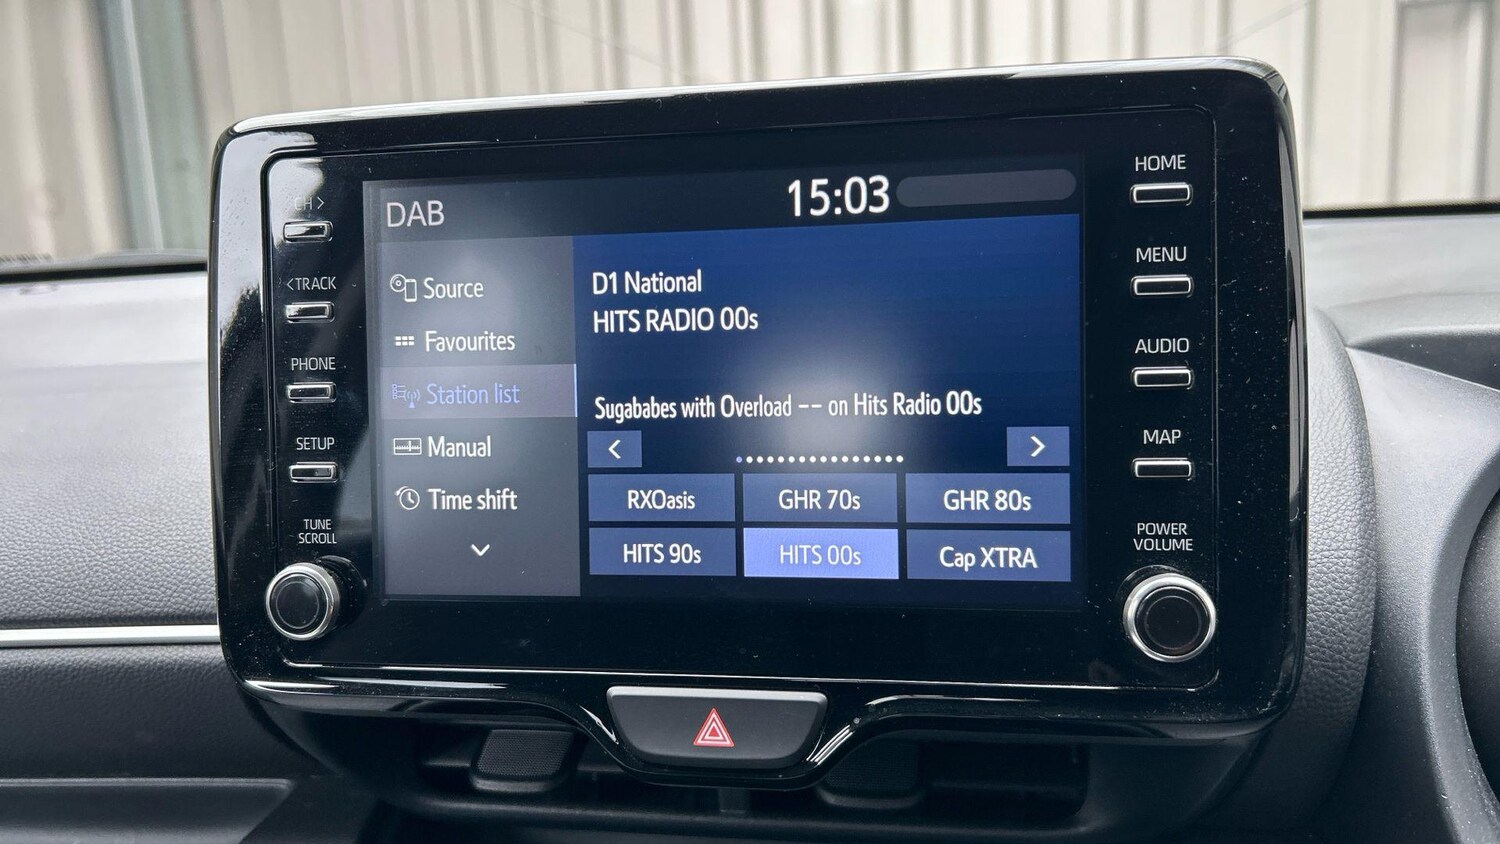 CH >
<TRACK
PHONE
SETUP
TUNE
SCROLL
DAB
15:03
Source
Favourites
Station list
Manual
Time shift
D1 National
HITS RADIO 00s
Sugababes with Overload -- on Hits Radio 00s
<
>
RXOasis
GHR 70s
GHR 80s
HITS 90s
HITS 00s
Cap XTRA
HOME
MENU
AUDIO
MAP
POWER
VOLUME